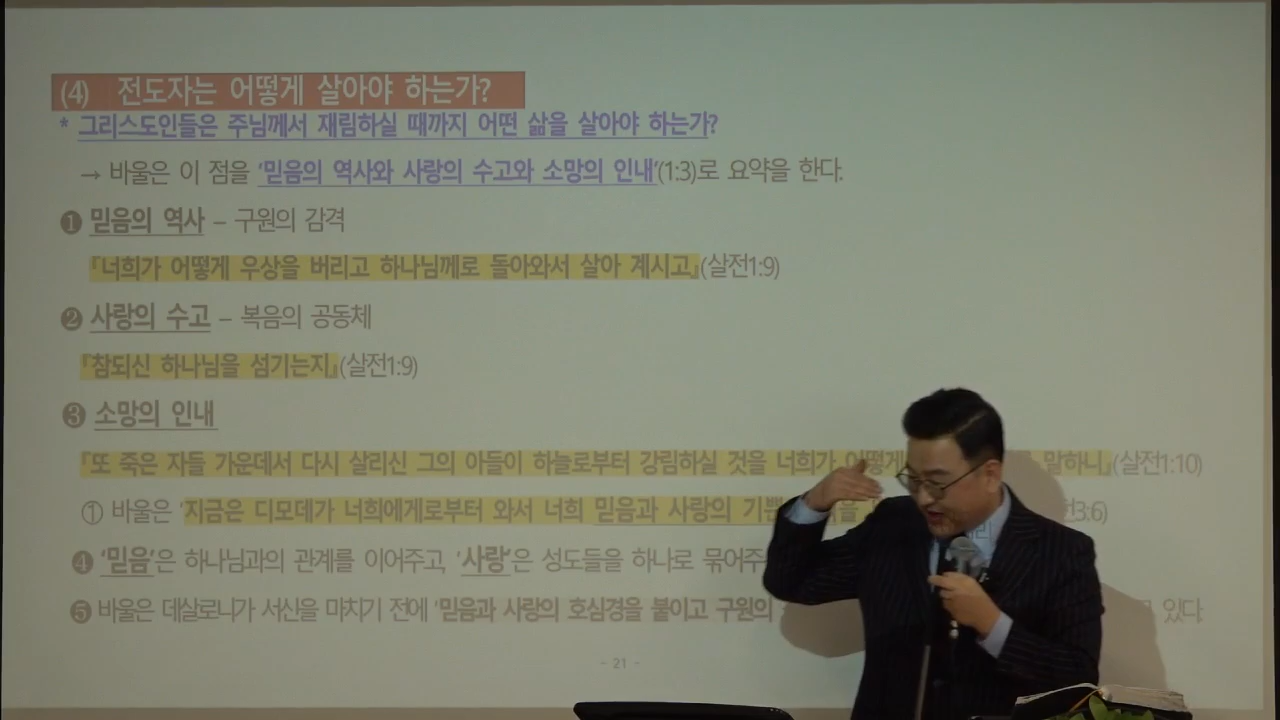 (4) 전도자는 어떻게 살아야 하는가?
* 그리스도인들은 주님께서 재림하실 때까지 어떤 삶을 살아야 하는가?
→ 바울은 이 점을 '믿음의 역사와 사랑의 수고와 소망의 인내'(1:3)로 요약을 한다.
❶ 믿음의 역사 – 구원의 감격
『너희가 어떻게 우상을 버리고 하나님께로 돌아와서 살아 계시고』(살전1:9)
❷ 사랑의 수고 – 복음의 공동체
『참되신 하나님을 섬기는지』(살전1:9)
❸ 소망의 인내
『또 죽은 자들 가운데서 다시 살리신 그의 아들이 하늘로부터 강림하실 것을 너희가 어떻게 말하니』(살전1:10)
① 바울은 '지금은 디모데가 너희에게로부터 와서 너희 믿음과 사랑의 기쁜 3:6)
❹ '믿음'은 하나님과의 관계를 이어주고, '사랑'은 성도들을 하나로 묶어주
❺ 바울은 데살로니가 서신을 마치기 전에 '믿음과 사랑의 호심경을 붙이고 구원의 있다.
- 21 -